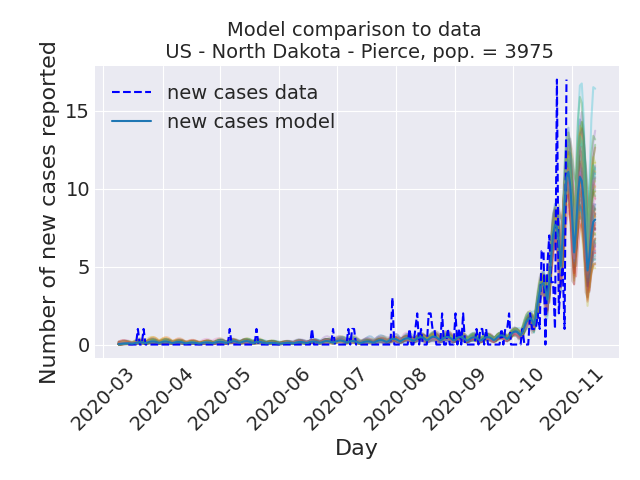 Model comparison to data
US - North Dakota - Pierce, pop. = 3975
Number of new cases reported
new cases data
new cases model
15
10
5
0
2020-03
2020-04
2020-05
2020-06
2020-07
2020-08
2020-09
2020-10
2020-11
Day